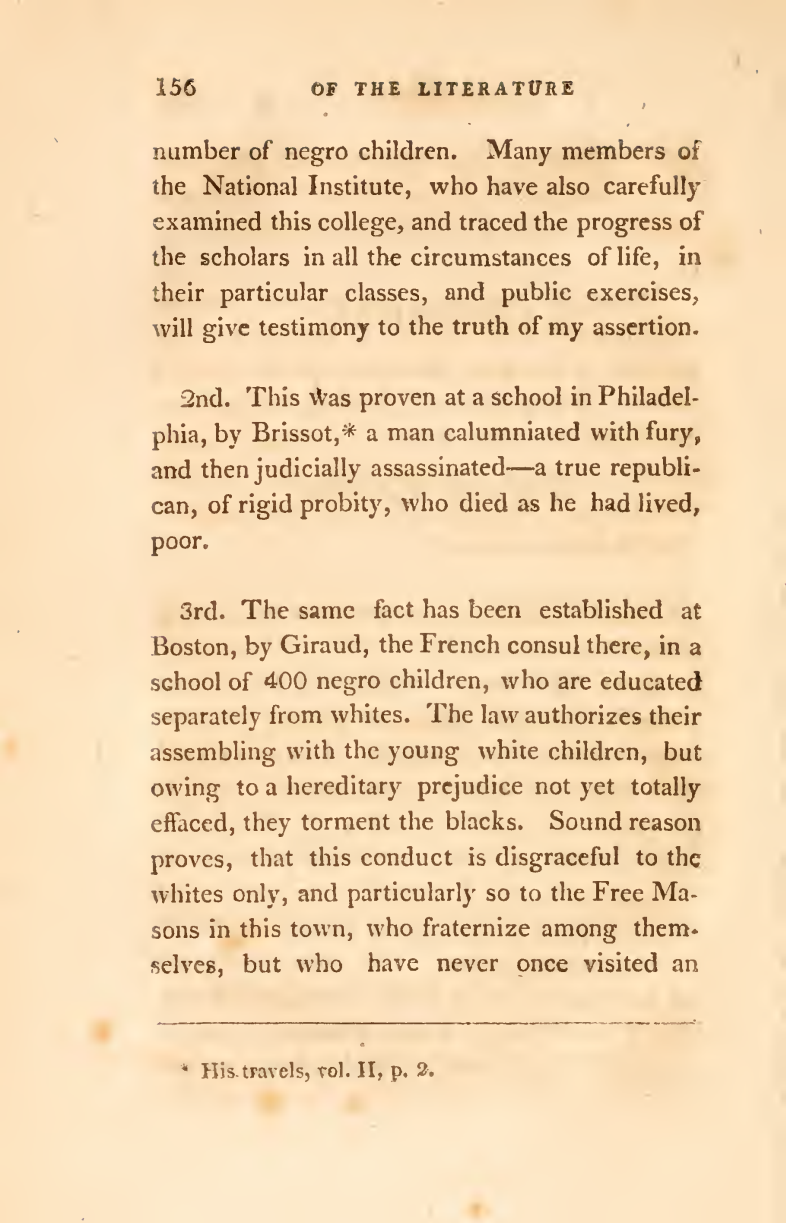 156 OF THE LITERATURE
number of negro children. Many members of
the National Institute, who have also carefully
examined this college, and traced the progress of
the scholars in all the circumstances of life, in
their particular classes, and public exercises,
will give testimony to the truth of my assertion.
2nd. This was proven at a school in Philadel-
phia, by Brissot,* a man calumniated with fury,
and then judicially assassinated—a true republi-
can, of rigid probity, who died as he had lived,
poor.
3rd. The same fact has been established at
Boston, by Giraud, the French consul there, in a
school of 400 negro children, who are educated
separately from whites. The law authorizes their
assembling with the young white children, but
owing to a hereditary prejudice not yet totally
effaced, they torment the blacks. Sound reason
proves, that this conduct is disgraceful to the
whites only, and particularly so to the Free Ma-
sons in this town, who fraternize among them-
selves, but who have never once visited an
* His travels, vol. II, p. 2.